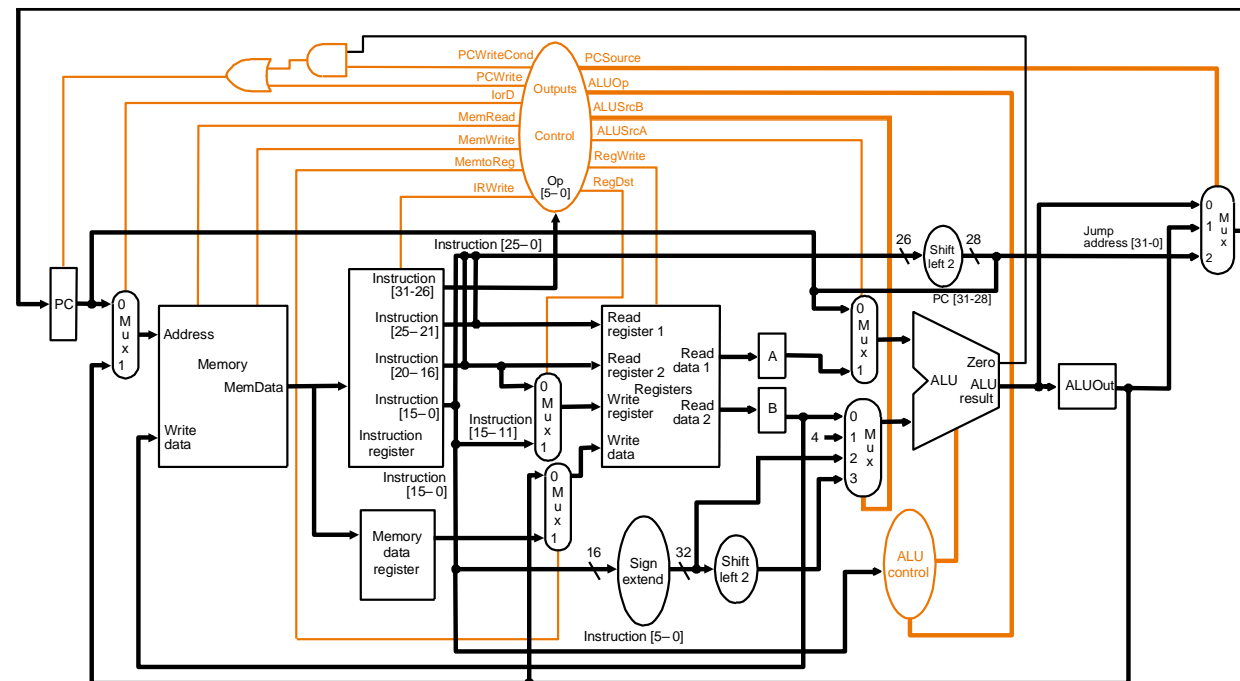 PCWriteCond
PCWrite
IorD
MemRead
MemWrite
MemtoReg
IRWrite
Outputs
Control
Op
[5–0]
PCSource
ALUOp
ALUSrcB
ALUSrcA
RegWrite
RegDst
Instruction [25–0]
26
Shift
left 2
28
Jump
address [31-0]
PC [31-28]
0
1
2
M
u
x
PC
0
M
u
x
1
Address
Memory
MemData
Write
data
Instruction
[31-26]
Instruction
[25–21]
Instruction
[20–16]
Instruction
[15–0]
Instruction
register
Instruction
[15–0]
Instruction
[15–11]
0
M
u
x
1
0
M
u
x
1
Memory
data
register
Read
register 1
Read
register 2
Registers
Write
register
Write
data
Read
data 1
Read
data 2
A
B
0
M
u
x
1
4
0
1
2
3
M
u
x
Zero
ALU
ALU
result
ALUOut
16
Sign
extend
32
Shift
left 2
ALU
control
Instruction [5–0]